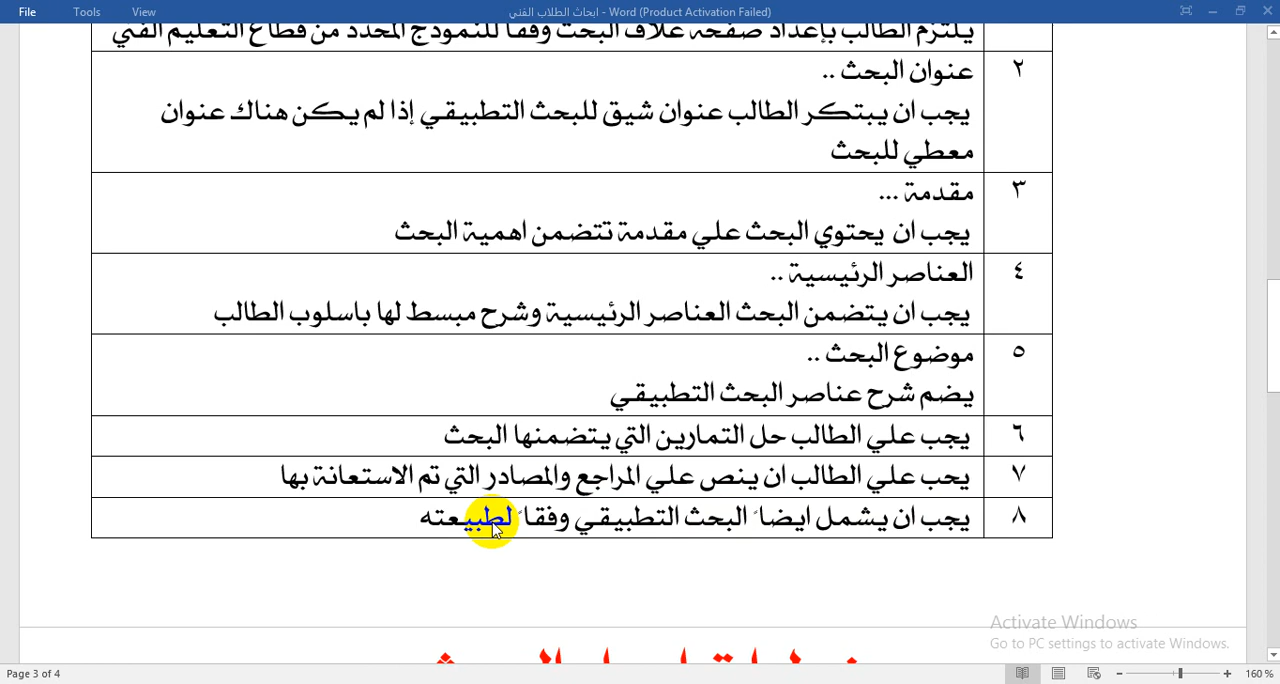 File Tools View
ابحاث الطلاب الفني - Word (Product Activation Failed)
يلتزم الطالب بإعداد صفحة غلاف البحث وفقا للنموذج المحدد من قطاع التعليم الفني
٢ عنوان البحث ..
يجب ان يبتكر الطالب عنوان شيق للبحث التطبيقي إذا لم يكن هناك عنوان
معطي للبحث
٣ مقدمة ...
يجب ان يحتوي البحث علي مقدمة تتضمن اهمية البحث
٤ العناصر الرئيسية ..
يجب ان يتضمن البحث العناصر الرئيسية وشرح مبسط لها باسلوب الطالب
٥ موضوع البحث ..
يضم شرح عناصر البحث التطبيقي
٦ يجب علي الطالب حل التمارين التي يتضمنها البحث
٧ يحب علي الطالب ان ينص علي المراجع والمصادر التي تم الاستعانة بها
٨ يجب ان يشمل ايضاً البحث التطبيقي وفقاً لطبيعته
Activate Windows
Go to PC settings to activate Windows.
Page 3 of 4
160 %